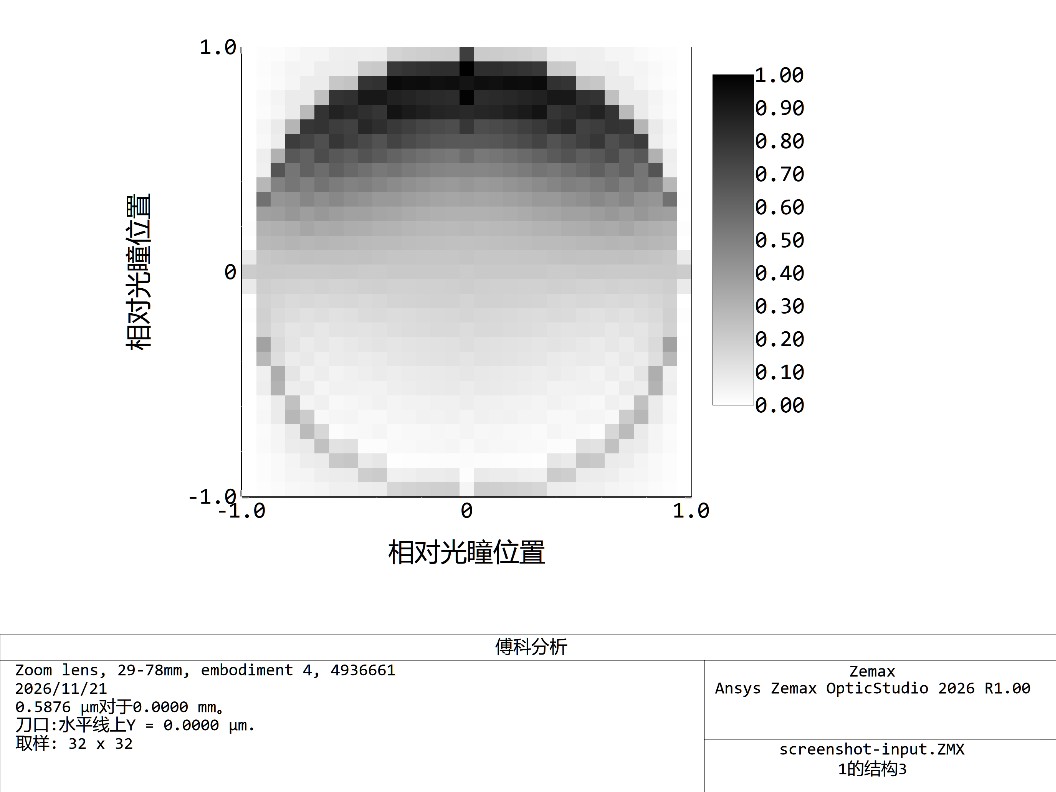 1.0
0
-1.0
相对光瞳位置
1.00
0.90
0.80
0.70
0.60
0.50
0.40
0.30
0.20
0.10
0.00
-1.0
0
1.0
相对光瞳位置
傅科分析
Zoom lens, 29-78mm, embodiment 4, 4936661
2026/11/21
0.5876 µm对于0.0000 mm。
刀口:水平线上Y = 0.0000 µm.
取样: 32 x 32
Zemax
Ansys Zemax OpticStudio 2026 R1.00
screenshot-input.ZMX
1的结构3